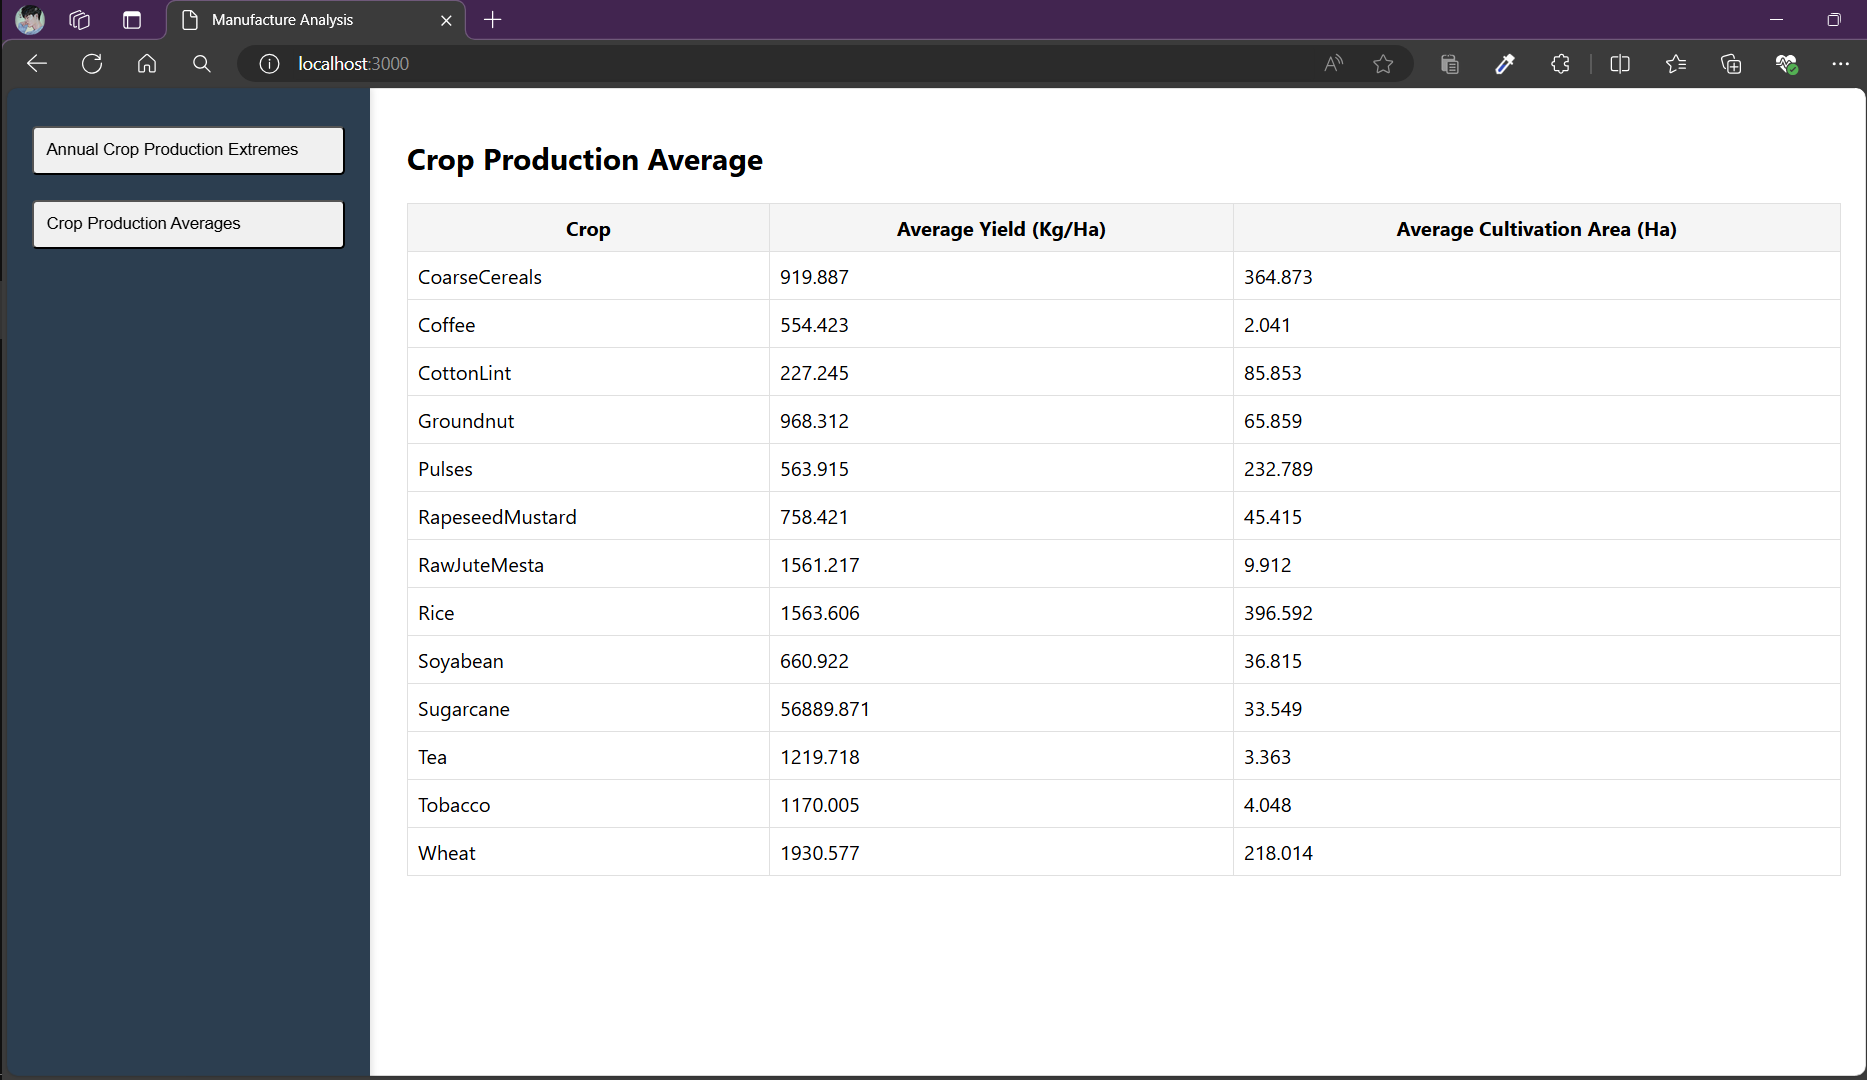 Manufacture Analysis
localhost:3000
Annual Crop Production Extremes
Crop Production Averages
Crop Production Average
Crop Average Yield (Kg/Ha) Average Cultivation Area (Ha)
CoarseCereals 919.887 364.873
Coffee 554.423 2.041
CottonLint 227.245 85.853
Groundnut 968.312 65.859
Pulses 563.915 232.789
RapeseedMustard 758.421 45.415
RawJuteMesta 1561.217 9.912
Rice 1563.606 396.592
Soyabean 660.922 36.815
Sugarcane 56889.871 33.549
Tea 1219.718 3.363
Tobacco 1170.005 4.048
Wheat 1930.577 218.014